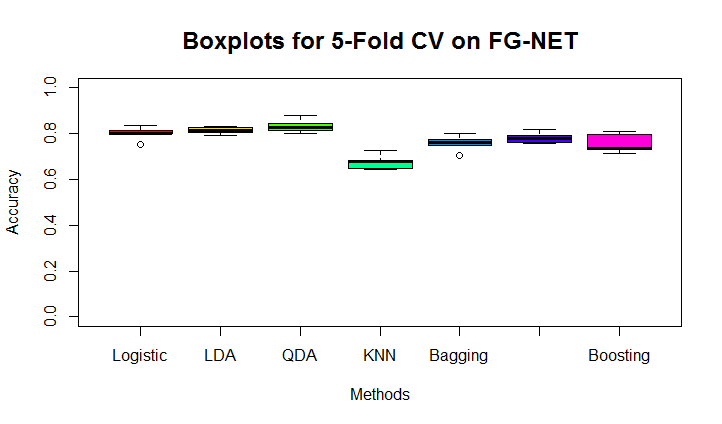 Boxplots for 5-Fold CV on FG-NET
Accuracy
1.0
0.8
0.6
0.4
0.2
0.0
Logistic LDA QDA KNN Bagging Boosting
Methods